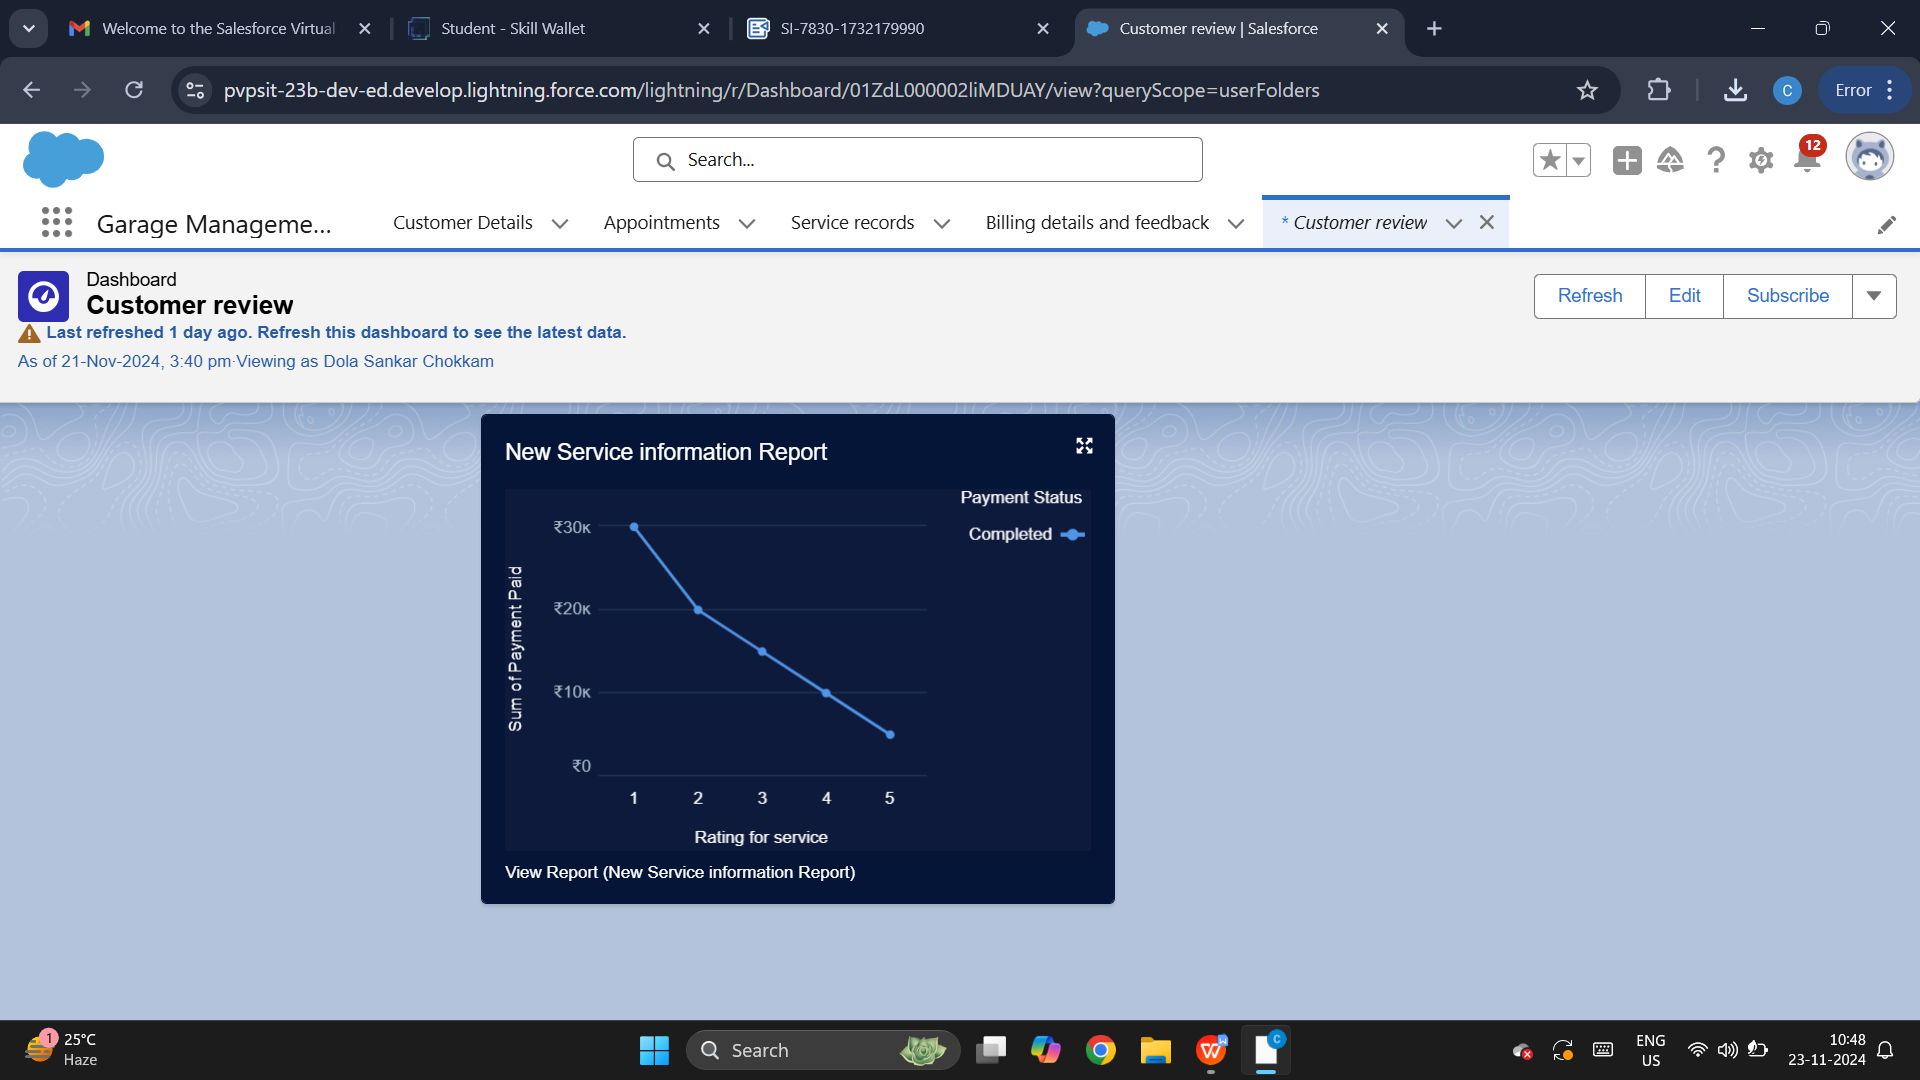 Welcome to the Salesforce Virtual
Student - Skill Wallet
SI-7830-1732179990
Customer review | Salesforce
pvpsit-23b-dev-ed.develop.lightning.force.com/lightning/r/Dashboard/01ZdL000002liMDUAY/view?queryScope=userFolders
C
Error
Search...
12
Garage Manageme...
Customer Details
Appointments
Service records
Billing details and feedback
* Customer review
Dashboard
Customer review
Last refreshed 1 day ago. Refresh this dashboard to see the latest data.
As of 21-Nov-2024, 3:40 pm·Viewing as Dola Sankar Chokkam
Refresh
Edit
Subscribe
New Service information Report
Payment Status
Completed
Sum of Payment Paid
₹30K
₹20K
₹10K
₹0
1 2 3 4 5
Rating for service
View Report (New Service information Report)
1
25°C
Haze
Search
W
C
ENG
US
10:48
23-11-2024